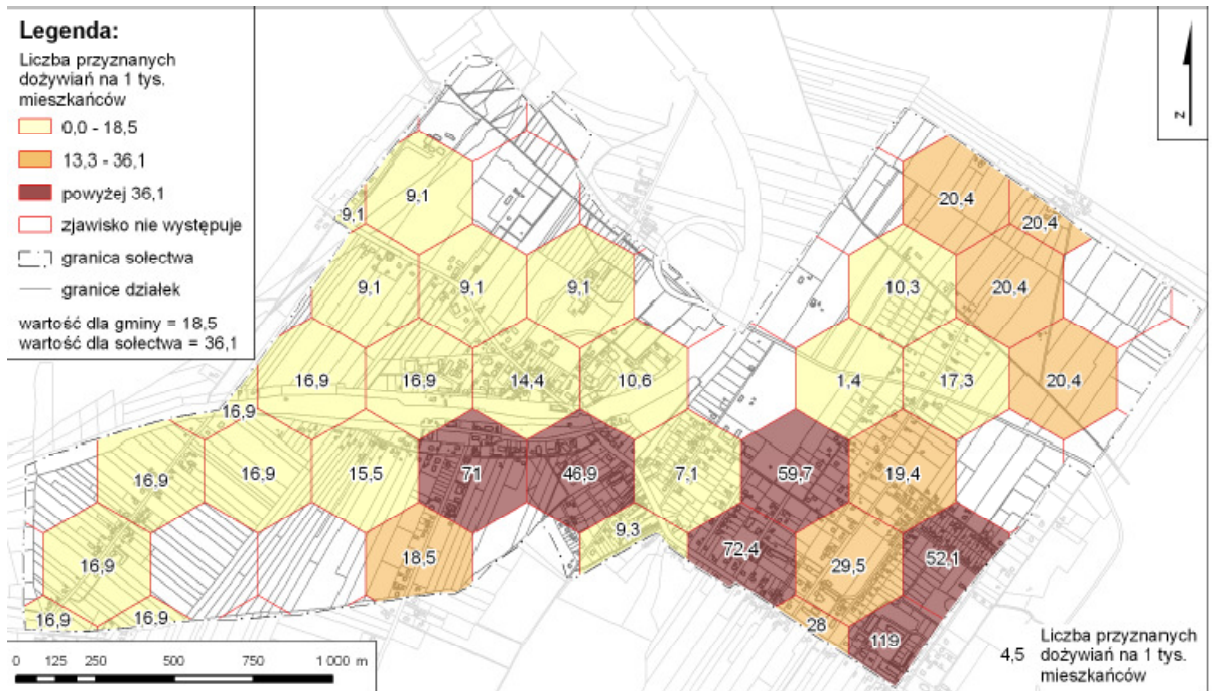 Legenda:
Liczba przyznanych
dożywiań na 1 tys.
mieszkańców
0,0 - 18,5
13,3 - 36,1
powyżej 36,1
zjawisko nie występuje
granica sołectwa
granice działek
wartość dla gminy = 18,5
wartość dla sołectwa = 36,1
N
9,1
9,1
20,4
20,4
9,1
9,1
9,1
10,3
20,4
16,9
16,9
14,4
10,6
1,4
17,3
20,4
16,9
16,9
16,9
15,5
71
46,9
7,1
59,7
19,4
9,3
16,9
18,5
72,4
29,5
52,1
16,9
16,9
28
119
0 125 250 500 750 1 000 m
4,5
Liczba przyznanych
dożywiań na 1 tys.
mieszkańców